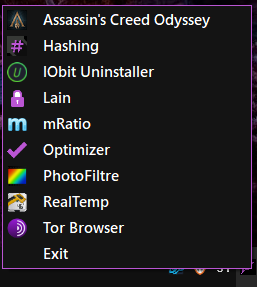 Assassin's Creed Odyssey
Hashing
IObit Uninstaller
Lain
mRatio
Optimizer
PhotoFiltre
RealTemp
Tor Browser
Exit